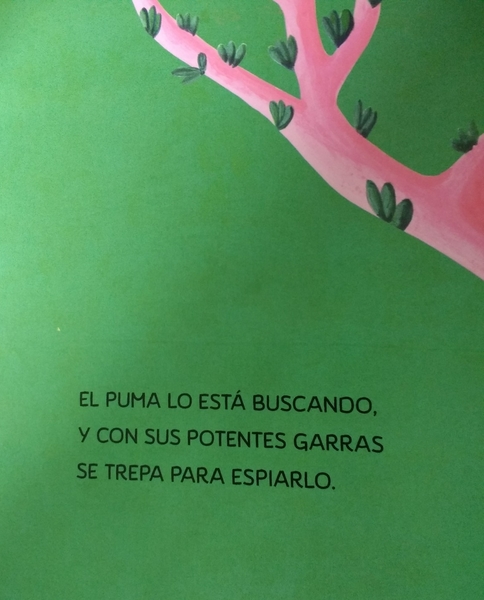 EL PUMA LO ESTÁ BUSCANDO,
Y CON SUS POTENTES GARRAS
SE TREPA PARA ESPIARLO.